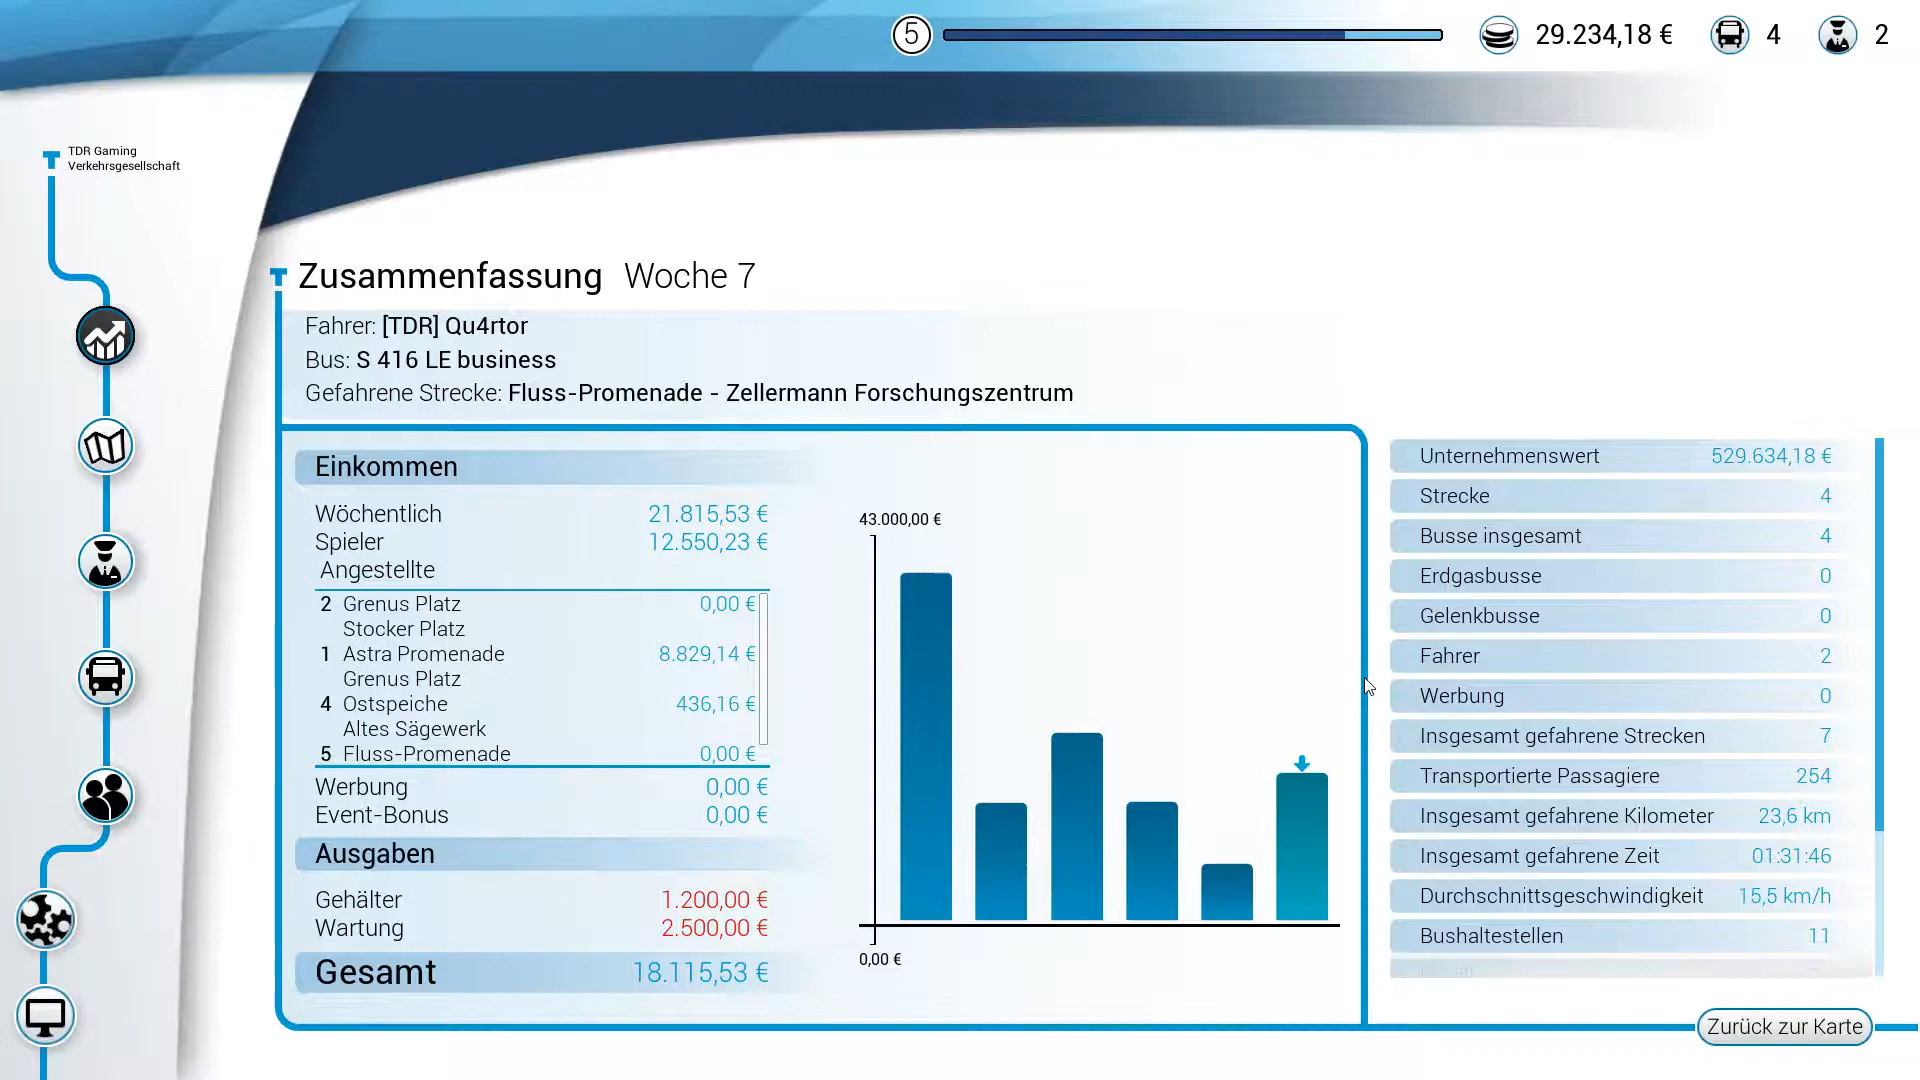 5 29.234,18 € 4 2
TDR Gaming
Verkehrsgesellschaft
Zusammenfassung Woche 7
Fahrer: [TDR] Qu4rtor
Bus: S 416 LE business
Gefahrene Strecke: Fluss-Promenade - Zellermann Forschungszentrum
Einkommen
Wöchentlich 21.815,53 €
Spieler 12.550,23 €
Angestellte
2 Grenus Platz 0,00 €
Stocker Platz
1 Astra Promenade 8.829,14 €
Grenus Platz
4 Ostspeiche 436,16 €
Altes Sägewerk
5 Fluss-Promenade 0,00 €
Werbung 0,00 €
Event-Bonus 0,00 €
Ausgaben
Gehälter 1.200,00 €
Wartung 2.500,00 €
Gesamt 18.115,53 €
43.000,00 €
0,00 €
Unternehmenswert 529.634,18 €
Strecke 4
Busse insgesamt 4
Erdgasbusse 0
Gelenkbusse 0
Fahrer 2
Werbung 0
Insgesamt gefahrene Strecken 7
Transportierte Passagiere 254
Insgesamt gefahrene Kilometer 23,6 km
Insgesamt gefahrene Zeit 01:31:46
Durchschnittsgeschwindigkeit 15,5 km/h
Bushaltestellen 11
Zurück zur Karte